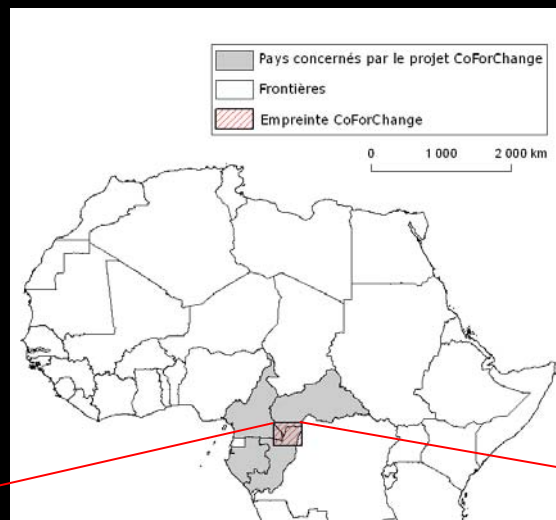 Pays concernés par le projet CoForChange
Frontières
Empreinte CoForChange
0 1 000 2 000 km